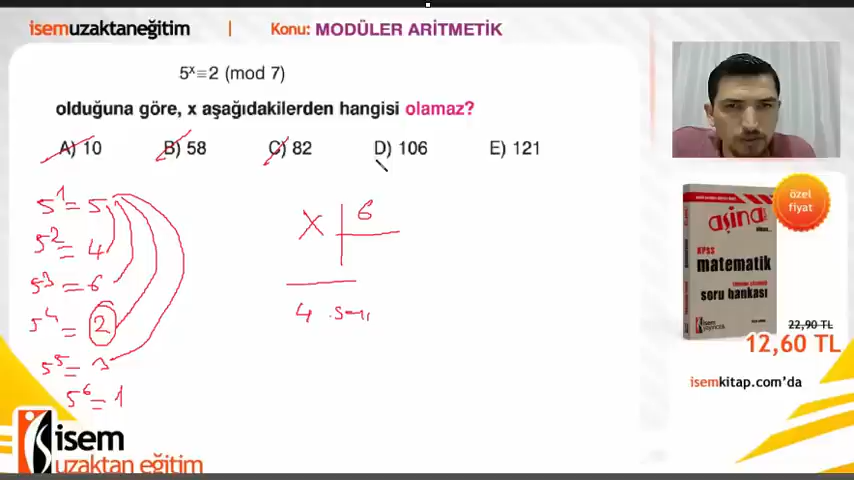 isemuzaktaneğitim | Konu: MODÜLER ARİTMETİK
5ˣ≡2 (mod 7)
olduğuna göre, x aşağıdakilerden hangisi olamaz?
A) 10 B) 58 C) 82 D) 106 E) 121
5¹ = 5
5² = 4
5³ = 6
5⁴ = 2
5⁵ = 3
5⁶ = 1
x 6
4
özel
fiyat
aşina
KPSS
matematik
soru bankası
isem
22,90 TL
12,60 TL
isemkitap.com'da
isem
uzaktan eğitim